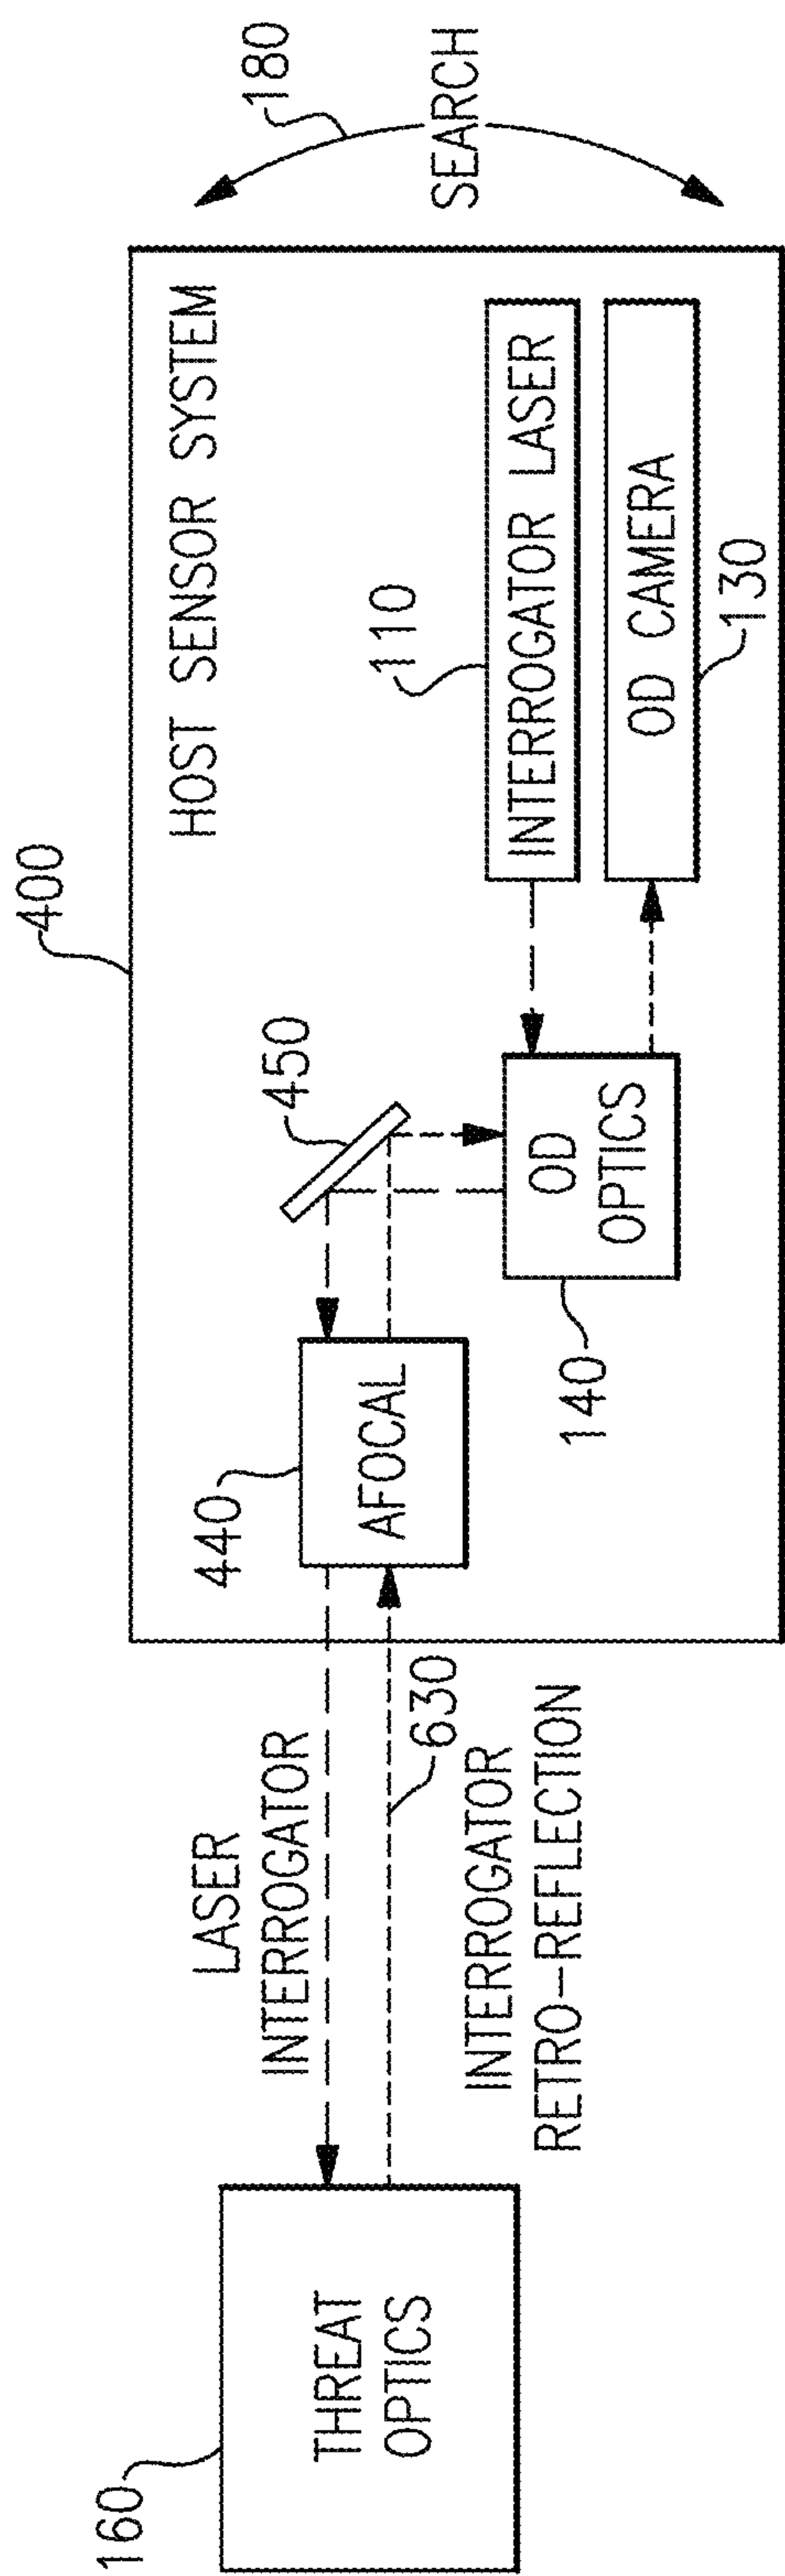 160
THREAT
OPTICS
LASER
INTERROGATOR
630
INTERROGATOR
RETRO-REFLECTION
400
HOST SENSOR SYSTEM
440
AFOCAL
450
140
OD
OPTICS
110
INTERROGATOR LASER
OD CAMERA
130
180
SEARCH